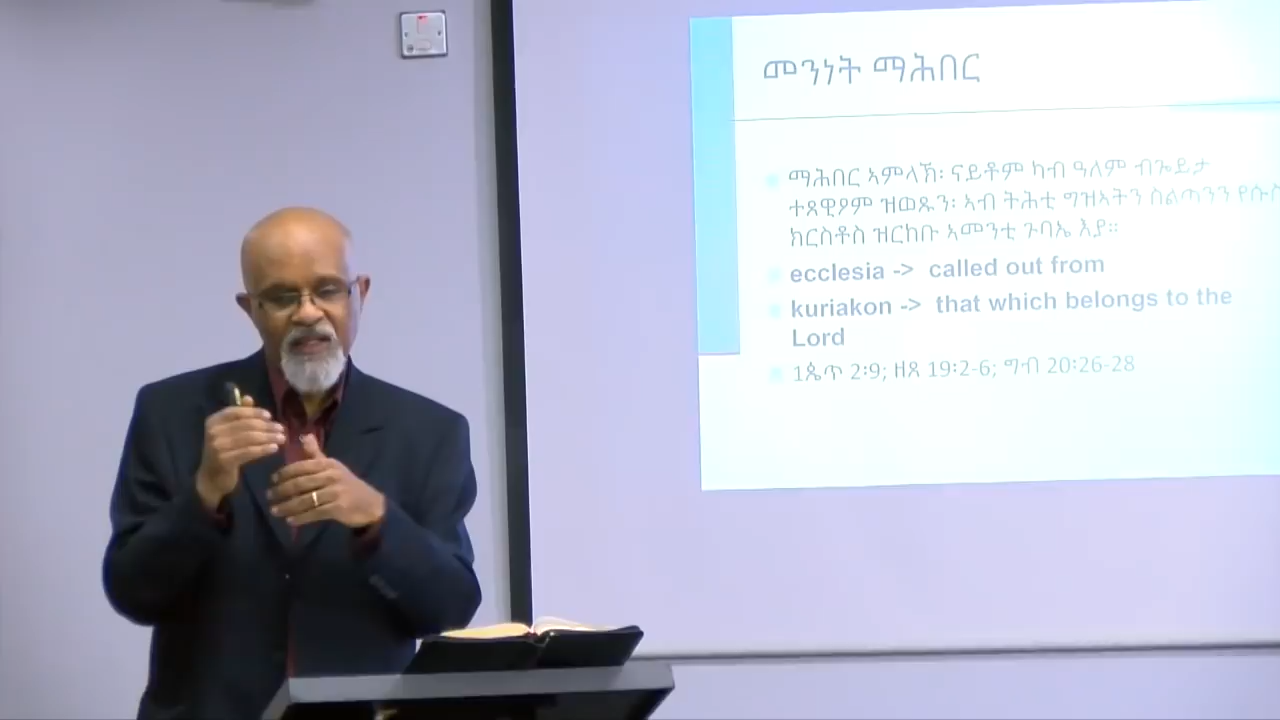 መንነት ማሕበር
ማሕበር ኣምላኽ፡ ናይቶም ካብ ዓለም ብጐይታ
ተጸዊዖም ዝወጹን፡ ኣብ ትሕቲ ግዝኣትን ስልጣንን የሱስ
ክርስቶስ ዝርከቡ ኣመንቲ ጉባኤ እያ።
ecclesia -> called out from
kuriakon -> that which belongs to the
Lord
1ጴጥ 2፡9; ዘጸ 19፡2-6; ግብ 20፡26-28